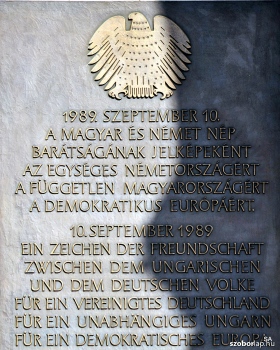 1989. SZEPTEMBER 10.
A MAGYAR ÉS NÉMET NÉP
BARÁTSÁGÁNAK JELKÉPEKÉNT
AZ EGYSÉGES NÉMETORSZÁGÉRT
A FÜGGETLEN MAGYARORSZÁGÉRT
A DEMOKRATIKUS EURÓPÁÉRT.
10. SEPTEMBER 1989
EIN ZEICHEN DER FREUNDSCHAFT
ZWISCHEN DEM UNGARISCHEN
UND DEM DEUTSCHEN VOLKE
FÜR EIN VEREINIGTES DEUTSCHLAND
FÜR EIN UNABHÄNGIGES UNGARN
FÜR EIN DEMOKRATISCHES EUROPA
szoborlap.hu